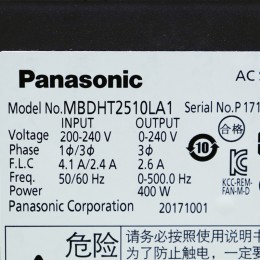 Panasonic
AC S
Model No. MBDHT2510LA1 Serial No. P171
INPUT OUTPUT
Voltage 200-240 V 0-240 V
Phase 1ϕ/3ϕ 3ϕ
F.L.C 4.1 A/2.4 A 2.6 A
Freq. 50/60 Hz 0-500.0 Hz
Power 400 W
10
合格
KC
KCC-REM-
FAN-M-D
Panasonic Corporation 20171001
危险
请务必按照使用说明书
为了防止触电，一定要